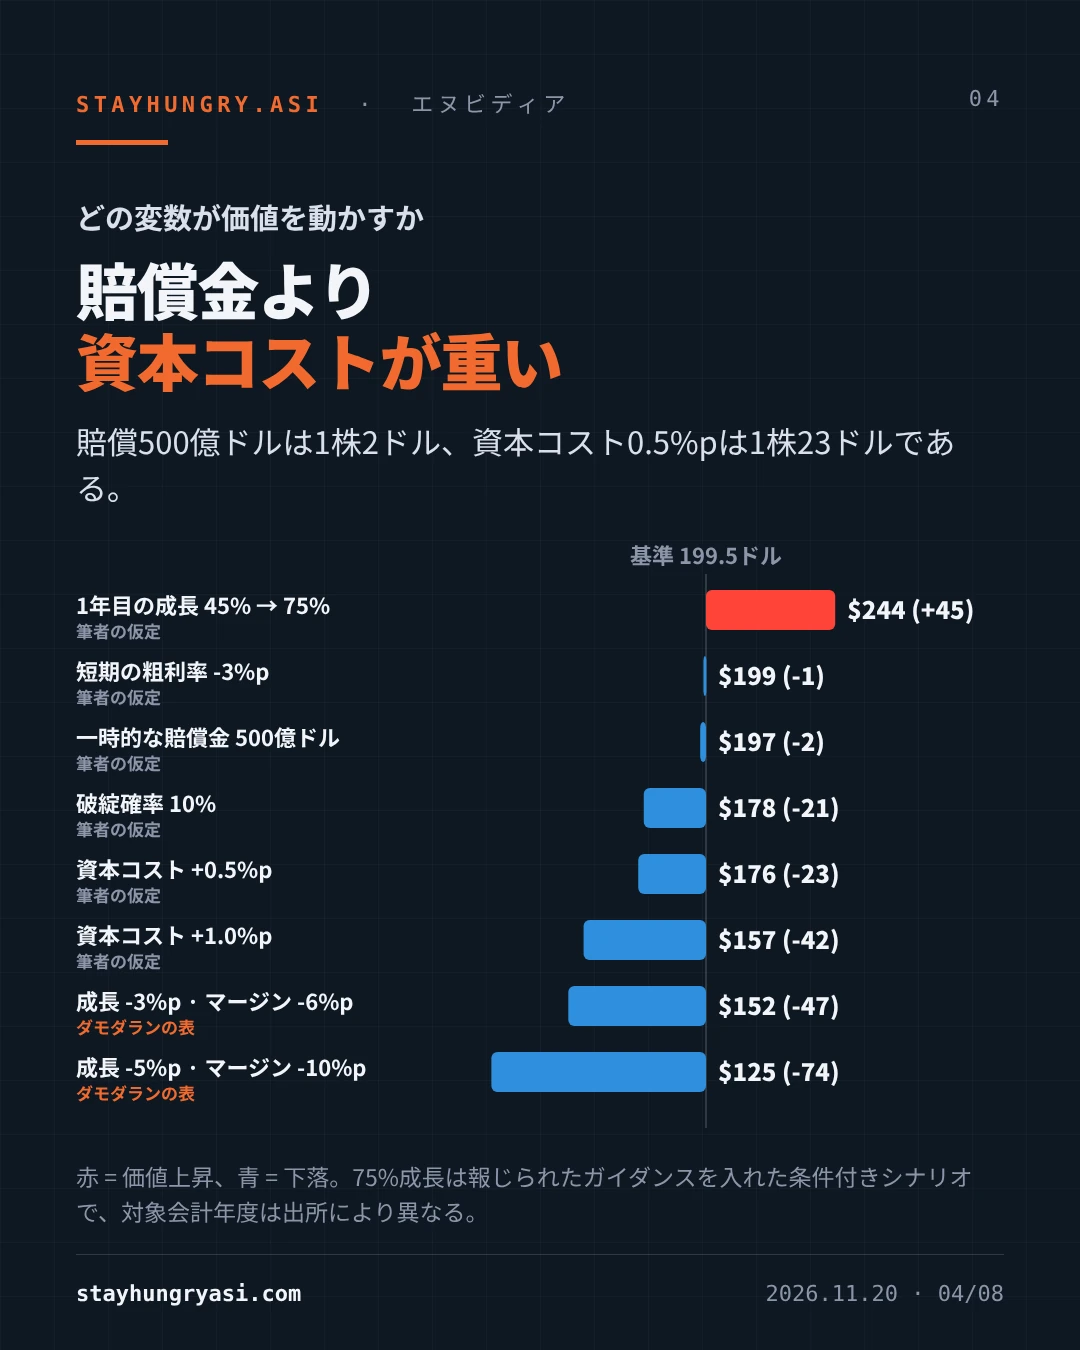 STAYHUNGRY.ASI · エヌビディア
04
どの変数が価値を動かすか
賠償金より
資本コストが重い
賠償500億ドルは1株2ドル、資本コスト0.5%pは1株23ドルであ
る。
基準 199.5ドル
1年目の成長 45% → 75%
筆者の仮定
$244 (+45)
短期の粗利率 -3%p
筆者の仮定
$199 (-1)
一時的な賠償金 500億ドル
筆者の仮定
$197 (-2)
破綻確率 10%
筆者の仮定
$178 (-21)
資本コスト +0.5%p
筆者の仮定
$176 (-23)
資本コスト +1.0%p
筆者の仮定
$157 (-42)
成長 -3%p · マージン -6%p
ダモダランの表
$152 (-47)
成長 -5%p · マージン -10%p
ダモダランの表
$125 (-74)
赤 = 価値上昇、青 = 下落。75%成長は報じられたガイダンスを入れた条件付きシナリオ
で、対象会計年度は出所により異なる。
stayhungryasi.com
2026.11.20 · 04/08